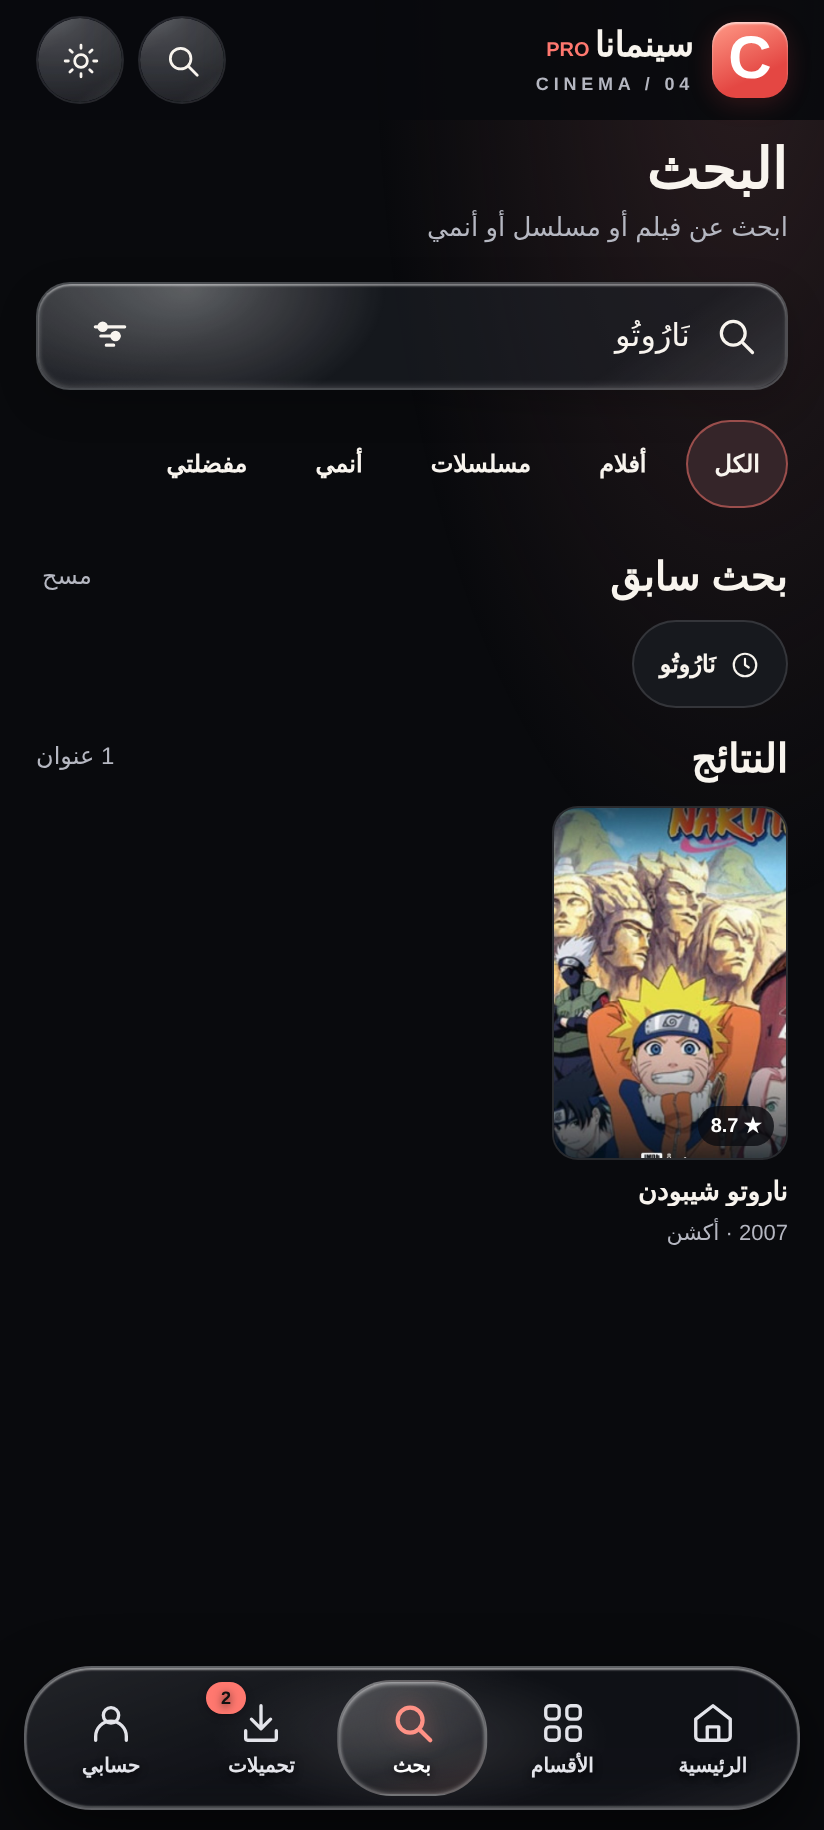 C
سينمانا PRO
CINEMA / 04
البحث
ابحث عن فيلم أو مسلسل أو أنمي
نَارُوتُو
الكل
أفلام
مسلسلات
أنمي
مفضلتي
بحث سابق
مسح
نَارُوتُو
النتائج
1 عنوان
8.7 ★
ناروتو شيبودن
2007 · أكشن
الرئيسية
الأقسام
بحث
2
تحميلات
حسابي